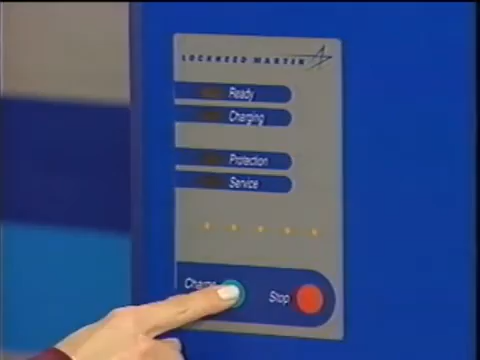 LOCKHEED MARTIN
Ready
Charging
Protection
Service
Charge
Stop